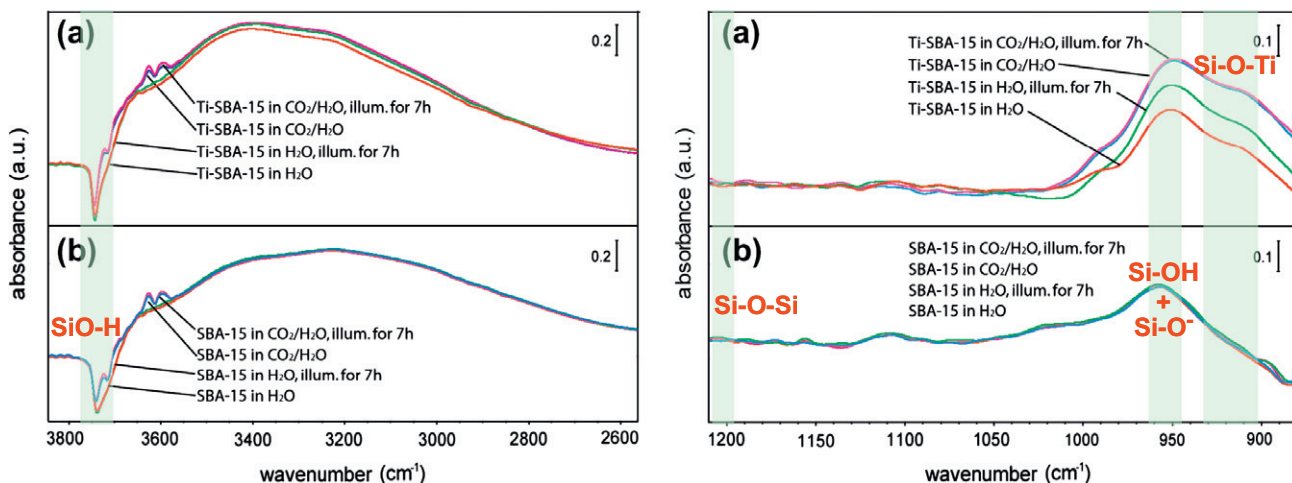 (a)
0.2
Ti-SBA-15 in CO₂/H₂O, illum. for 7h
Ti-SBA-15 in CO₂/H₂O
Ti-SBA-15 in H₂O, illum. for 7h
Ti-SBA-15 in H₂O
(b)
0.2
SiO-H
SBA-15 in CO₂/H₂O, illum. for 7h
SBA-15 in CO₂/H₂O
SBA-15 in H₂O, illum. for 7h
SBA-15 in H₂O
absorbance (a.u.)
absorbance (a.u.)
3800 3600 3400 3200 3000 2800 2600
wavenumber (cm⁻¹)
(a)
0.1
Ti-SBA-15 in CO₂/H₂O, illum. for 7h
Ti-SBA-15 in CO₂/H₂O
Ti-SBA-15 in H₂O, illum. for 7h
Ti-SBA-15 in H₂O
Si-O-Ti
(b)
0.1
SBA-15 in CO₂/H₂O, illum. for 7h
SBA-15 in CO₂/H₂O
SBA-15 in H₂O, illum. for 7h
SBA-15 in H₂O
Si-O-Si
Si-OH
+
Si-O⁻
absorbance (a.u.)
absorbance (a.u.)
1200 1150 1100 1050 1000 950 900
wavenumber (cm⁻¹)